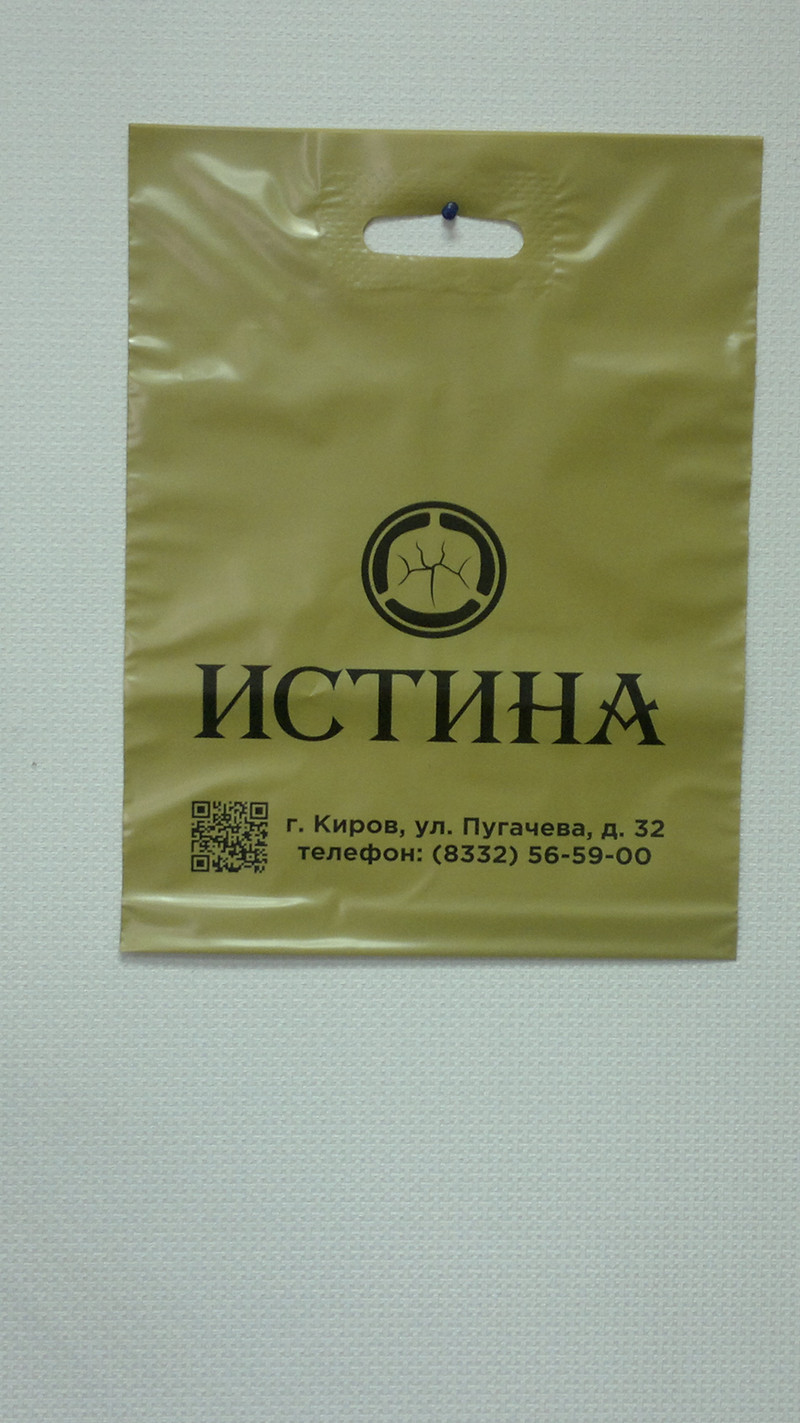 ИСТИНА
г. Киров, ул. Пугачева, д. 32
телефон: (8332) 56-59-00